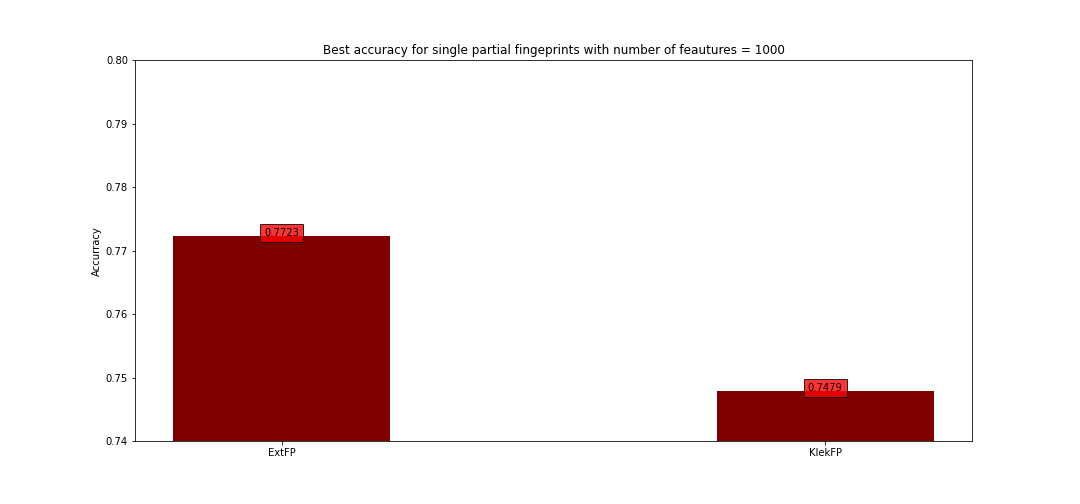 Best accuracy for single partial fingeprints with number of feautures = 1000
0.80
0.79
0.78
0.77
0.76
0.75
0.74
Accurracy
0.7723
0.7479
ExtFP
KlekFP